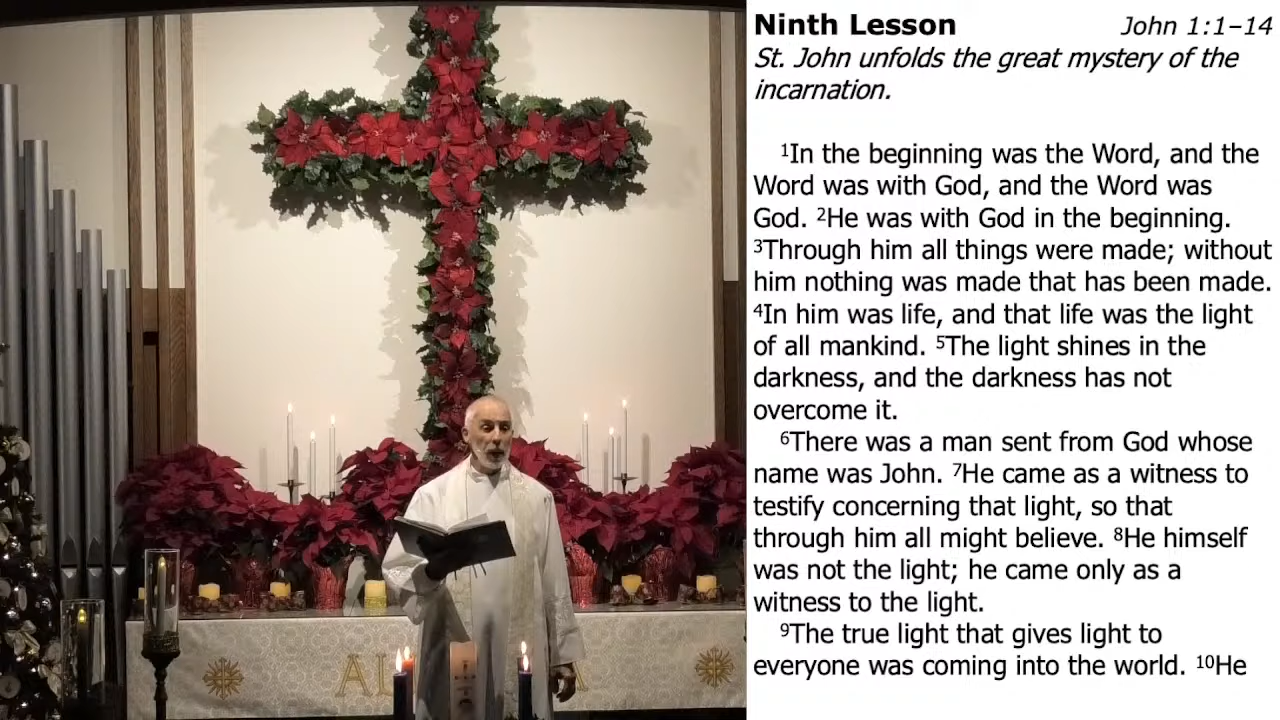 Ninth Lesson John 1:1–14
St. John unfolds the great mystery of the
incarnation.
1In the beginning was the Word, and the
Word was with God, and the Word was
God. 2He was with God in the beginning.
3Through him all things were made; without
him nothing was made that has been made.
4In him was life, and that life was the light
of all mankind. 5The light shines in the
darkness, and the darkness has not
overcome it.
6There was a man sent from God whose
name was John. 7He came as a witness to
testify concerning that light, so that
through him all might believe. 8He himself
was not the light; he came only as a
witness to the light.
9The true light that gives light to
everyone was coming into the world. 10He